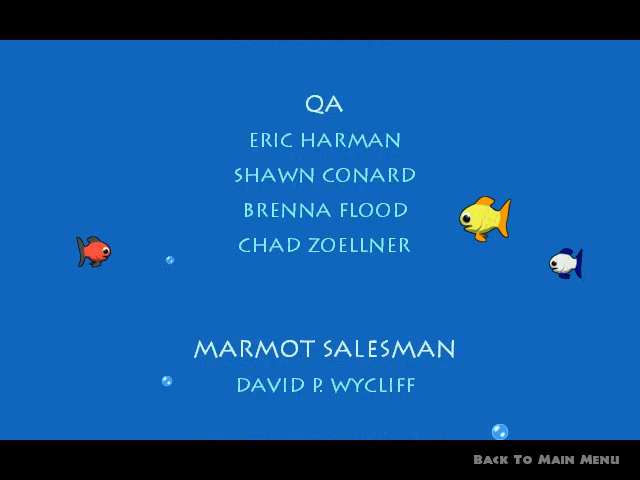 QA
ERIC HARMAN
SHAWN CONARD
BRENNA FLOOD
CHAD ZOELLNER
MARMOT SALESMAN
DAVID P. WYCLIFF
BACK TO MAIN MENU